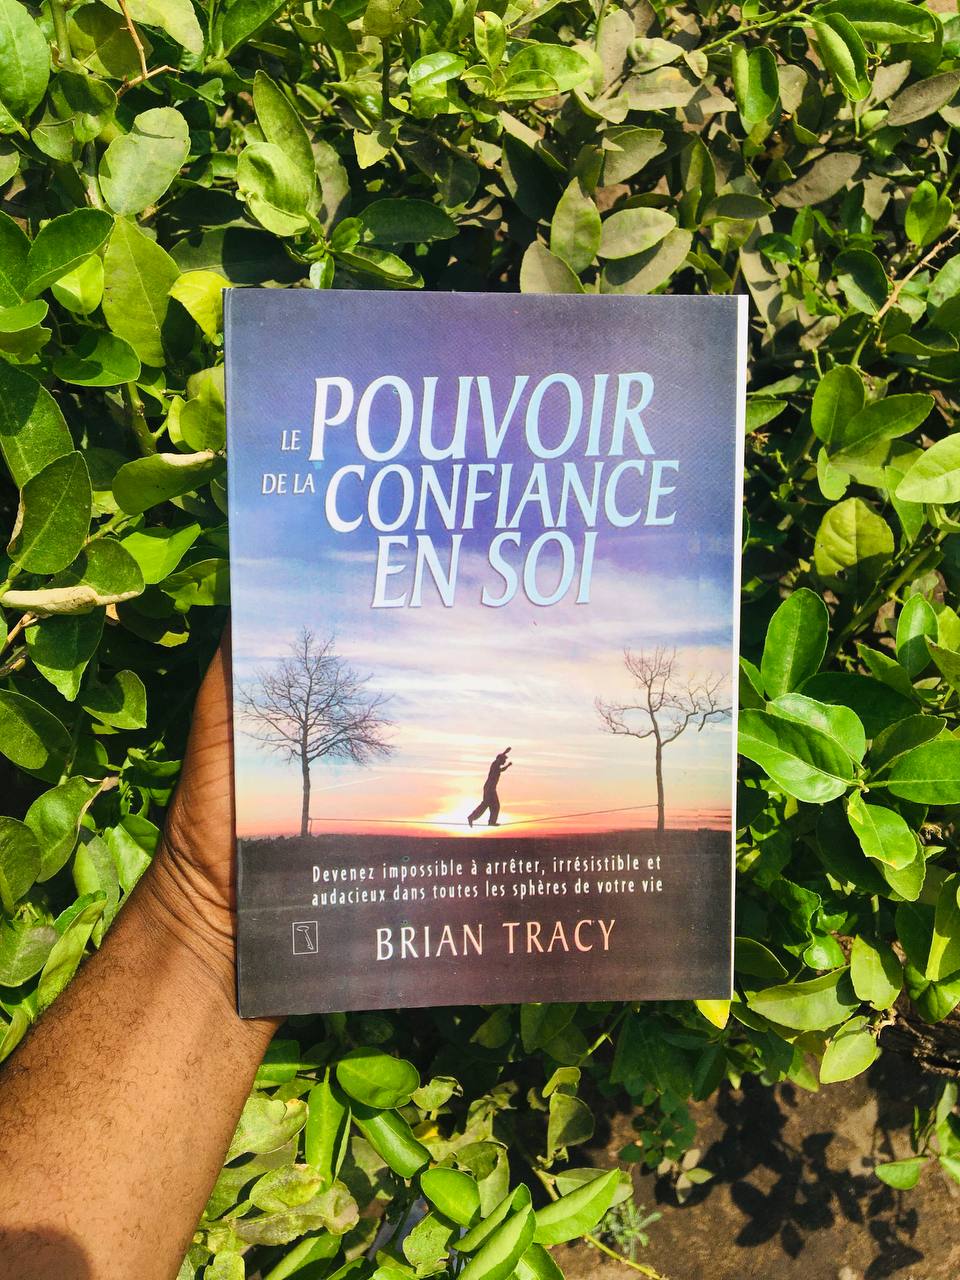 LE POUVOIR
DE LA CONFIANCE
EN SOI
Devenez impossible à arrêter, irrésistible et
audacieux dans toutes les sphères de votre vie
BRIAN TRACY